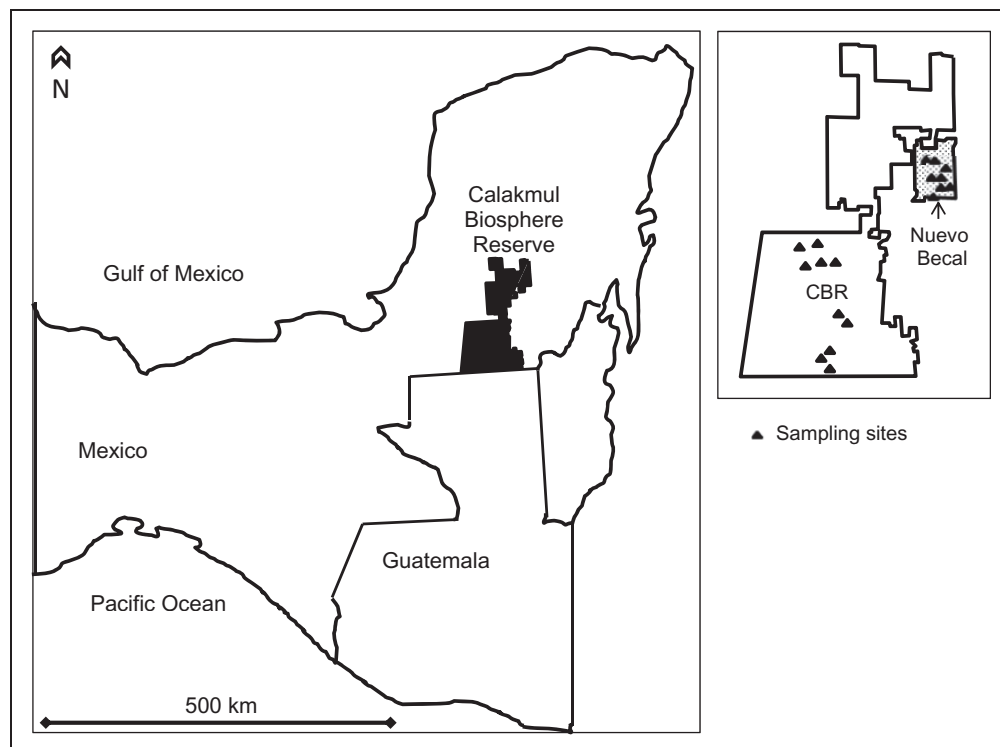 N
Calakmul
Biosphere
Reserve
Gulf of Mexico
Mexico
Guatemala
Pacific Ocean
500 km
Nuevo
Becal
CBR
Sampling sites